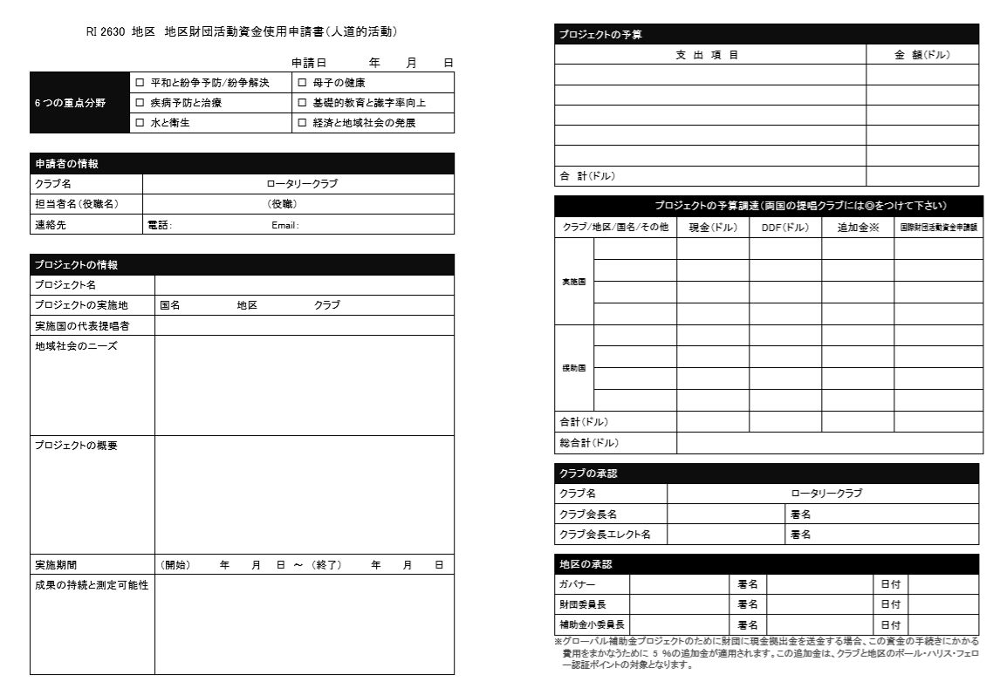 RI 2630 地区　地区財団活動資金使用申請書（人道的活動）
申請日　　　年　　月　　日
6つの重点分野
□ 平和と紛争予防/紛争解決　□ 母子の健康
□ 疾病予防と治療　□ 基礎的教育と識字率向上
□ 水と衛生　□ 経済と地域社会の発展
申請者の情報
クラブ名　ロータリークラブ
担当者名（役職名）　（役職）
連絡先　電話：　Email：
プロジェクトの情報
プロジェクト名
プロジェクトの実施地　国名　地区　クラブ
実施国の代表提唱者
地域社会のニーズ
プロジェクトの概要
実施期間　（開始）　年　月　日 ～ （終了）　年　月　日
成果の持続と測定可能性
プロジェクトの予算
支　出　項　目　金　額（ドル）
合　計（ドル）
プロジェクトの予算調達（両国の提唱クラブには◎をつけて下さい）
クラブ/地区/国名/その他　現金（ドル）　DDF（ドル）　追加金※　国際財団活動資金申請額
実施国
援助国
合計（ドル）
総合計（ドル）
クラブの承認
クラブ名　ロータリークラブ
クラブ会長名　署名
クラブ会長エレクト名　署名
地区の承認
ガバナー　署名　日付
財団委員長　署名　日付
補助金小委員長　署名　日付
※グローバル補助金プロジェクトのために財団に現金拠出金を送金する場合、この資金の手続きにかかる
費用をまかなうために 5 %の追加金が適用されます。この追加金は、クラブと地区のポール・ハリス・フェロ
ー認証ポイントの対象となります。